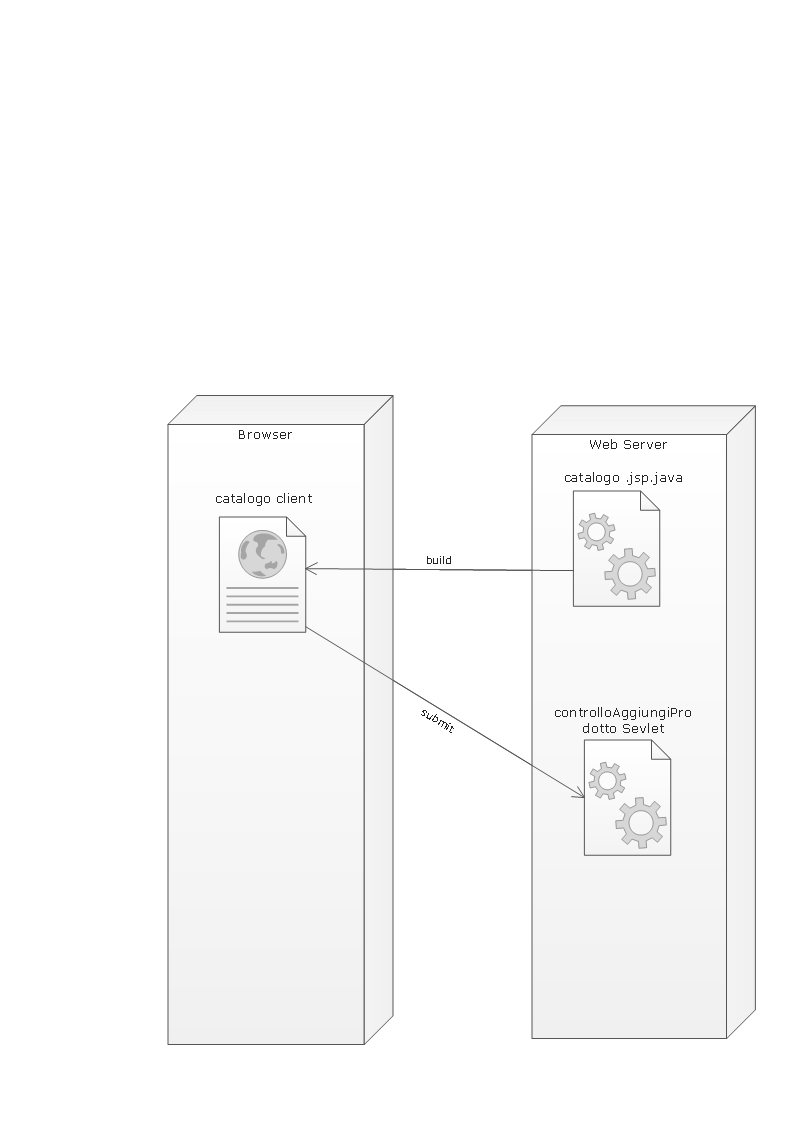 Browser
Web Server
catalogo .jsp.java
catalogo client
build
submit
controlloAggiungiPro
dotto Sevlet